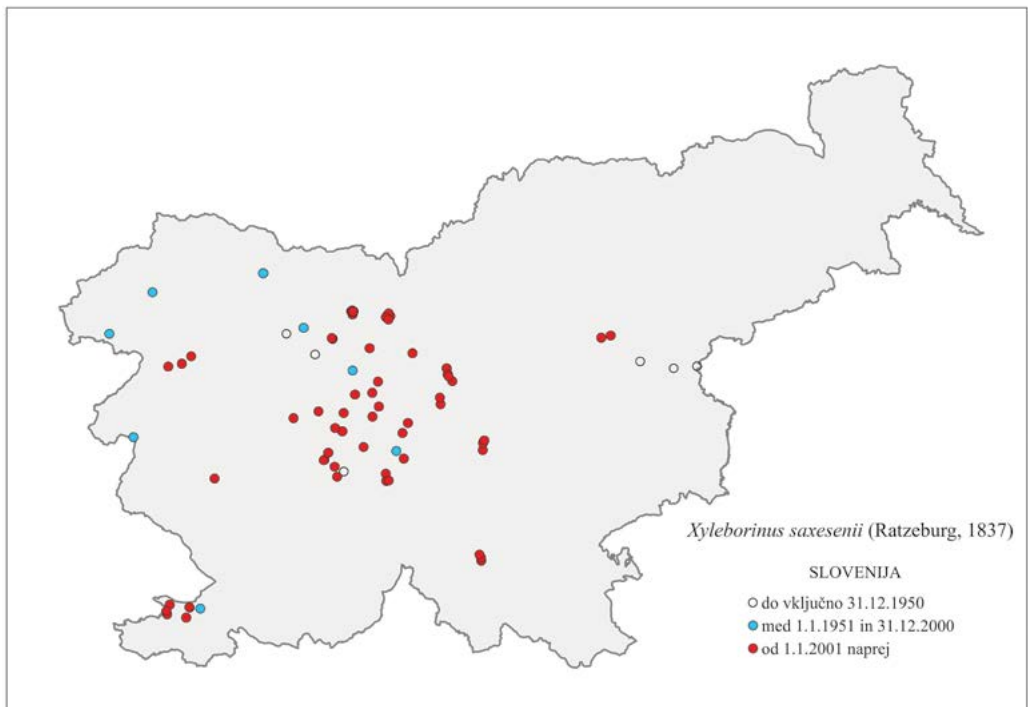 Xyleborinus saxesenii (Ratzeburg, 1837)
SLOVENIJA
do vključno 31.12.1950
med 1.1.1951 in 31.12.2000
od 1.1.2001 naprej